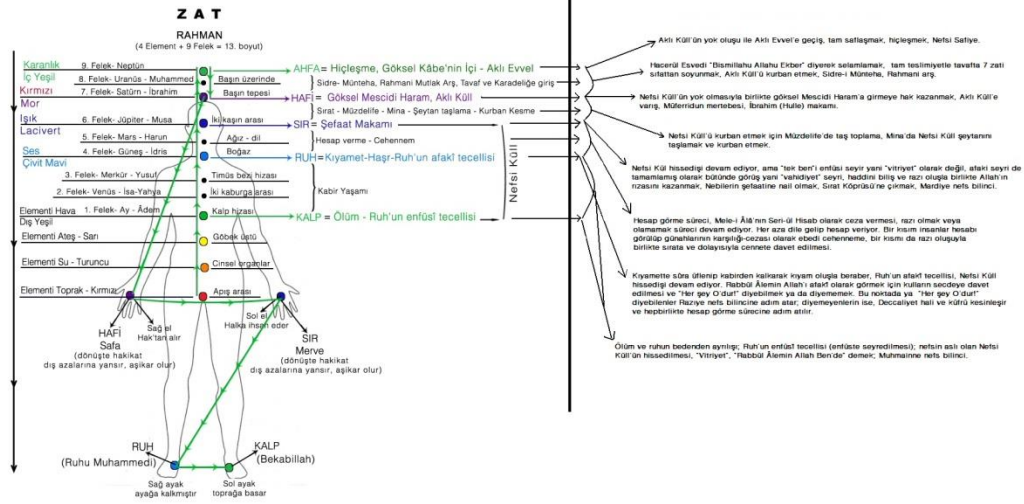 Z A T
RAHMAN
(4 Element + 9 Felek = 13. boyut)
Karanlık
9. Felek- Neptün
AHFA= Hiçleşme, Göksel Kâbe'nin İçi - Aklı Evvel
İç Yeşil
8. Felek- Uranüs - Muhammed
Başın üzerinde
Sidre- Münteha, Rahmani Mutlak Arş, Tavaf ve Karadeliğe giriş
Kırmızı
7. Felek- Satürn - İbrahim
Başın tepesi
HAFİ= Göksel Mescidi Haram, Aklı Küll
Mor
Sırat - Müzdelife - Mina - Şeytan taşlama - Kurban Kesme
Işık
6. Felek- Jüpiter - Musa
İki kaşın arası
SIR= Şefaat Makamı
Lacivert
5. Felek- Mars - Harun
Ağız - dil
Hesap verme - Cehennem
Ses
4. Felek- Güneş - İdris
Boğaz
RUH=Kıyamet-Haşr-Ruh'un afakî tecellisi
Çivit Mavi
3. Felek- Merkür - Yusuf
Timüs bezi hizası
Kabir Yaşamı
2. Felek- Venüs - İsa-Yahya
İki kaburga arası
Elementi Hava
1. Felek- Ay - Âdem
Kalp hizası
KALP = Ölüm - Ruh'un enfüsî tecellisi
Dış Yeşil
Nefsi Küll
Elementi Ateş - Sarı
Göbek üstü
Elementi Su - Turuncu
Cinsel organlar
Elementi Toprak - Kırmızı
Apış arası
Sağ el
Hak'tan alır
Sol el
Halka ihsan eder
HAFİ
Safa
(dönüşte hakikat
dış azalarına yansır, aşikar olur)
SIR
Merve
(dönüşte hakikat
dış azalarına yansır, aşikar olur)
RUH
(Ruhu Muhammedi)
KALP
(Bekabillah)
Sağ ayak
ayağa kalkmıştır
Sol ayak
toprağa basar
Aklı Küll'ün yok oluşu ile Aklı Evvel'e geçiş, tam saflaşmak, hiçleşmek, Nefsi Safiye.
Hacerül Esvedi "Bismillahu Allahu Ekber" diyerek selamlamak, tam teslimiyetle tavafta 7 zati
sıfattan soyunmak, Aklı Küll'ü kurban etmek, Sidre-i Münteha, Rahmani arş.
Nefsi Küll'ün yok olmasıyla birlikte göksel Mescidi Haram'a girmeye hak kazanmak, Aklı Küll'e
varış, Müferridun mertebesi, İbrahim (Hulle) makamı.
Nefsi Küll'ü kurban etmek için Müzdelife'de taş toplama, Mina'da Nefsi Küll şeytanını
taşlamak ve kurban etmek.
Nefsi Kül hissedişi devam ediyor, ama "tek ben"i enfüsi seyir yani "vitriyet" olarak değil, afaki seyri de
tamamlamış olarak bütünde görüş yani "vahidiyet" seyri, haddini biliş ve razı oluşla birlikte Allah'ın
rızasını kazanmak, Nebilerin şefaatine nail olmak, Sırat Köprüsü'ne çıkmak, Mardiye nefs bilinci.
Hesap görme süreci, Mele-i Âlâ'nın Seri-ül Hisab olarak ceza vermesi, razı olmak veya
olamamak süreci devam ediyor. Her aza dile gelip hesap veriyor. Bir kısım insanlar hesabı
görülüp günahlarının karşılığı-cezası olarak ebedi cehenneme, bir kısmı da razı oluşuyla
birlikte sırata ve dolayısıyla cennete davet edilmesi.
Kıyamette sûra üflenip kabirden kalkarak kıyam oluşla beraber, Ruh'un afakî tecellisi, Nefsi Küll
hissedişi devam ediyor. Rabbül Âlemin Allah'ı afakî olarak görmek için kulların secdeye davet
edilmesi ve "Her şey O'dur!" diyebilmek ya da diyememek. Bu noktada ya "Her şey O'dur!"
diyebilenler Raziye nefs bilincine adım atar; diyemeyenlerin ise, Deccaliyet hali ve küfrü kesinleşir
ve hepbirlikte hesap görme sürecine adım atılır.
Ölüm ve ruhun bedenden ayrılışı; Ruh'un enfüsî tecellisi (enfüste seyredilmesi); nefsin aslı olan Nefsi
Küll'ün hissedilmesi, "Vitriyet", "Rabbül Âlemin Allah Ben'de" demek; Muhmainne nefs bilinci.